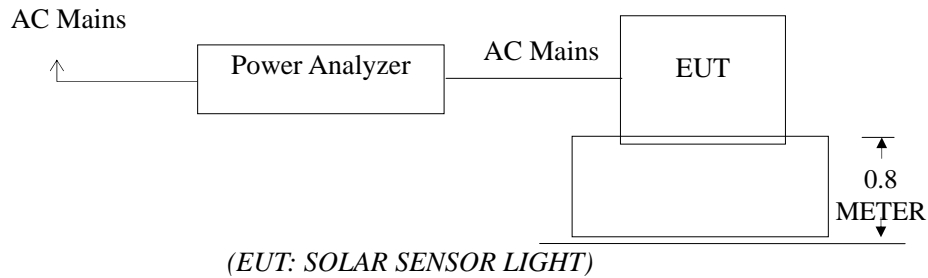 AC Mains
Power Analyzer
AC Mains
EUT
0.8
METER
(EUT: SOLAR SENSOR LIGHT)